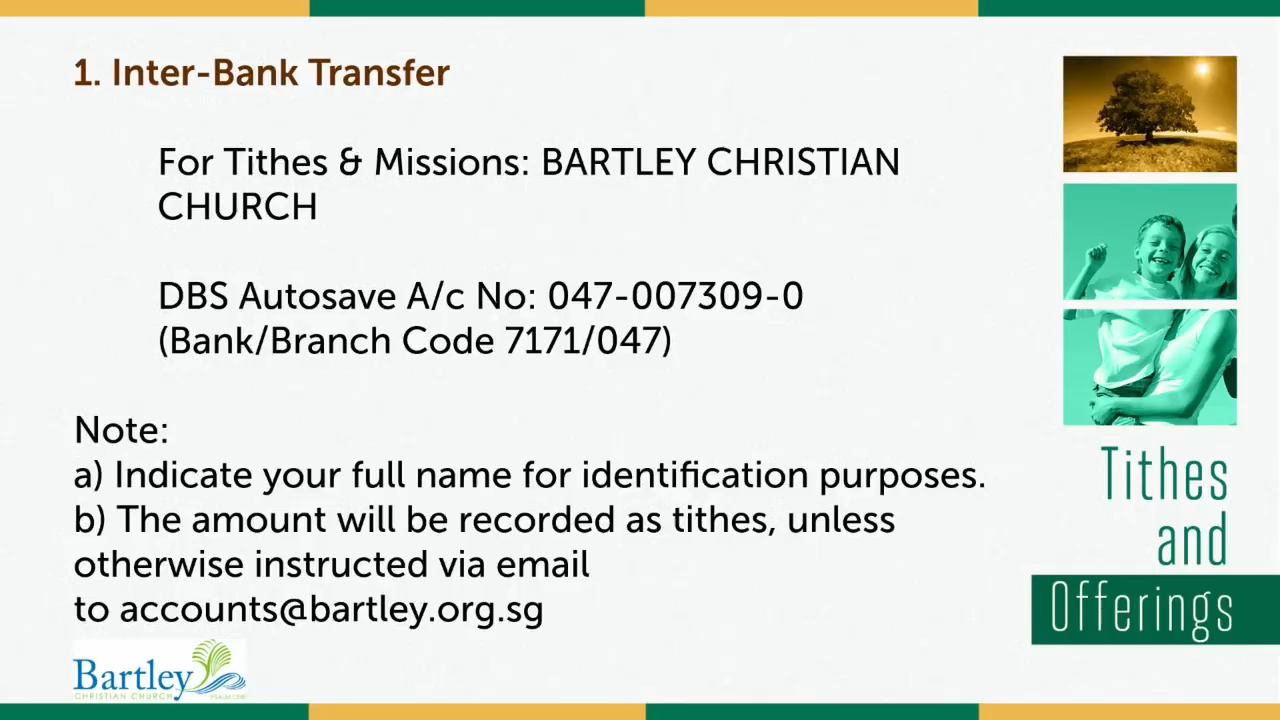 1. Inter-Bank Transfer
For Tithes & Missions: BARTLEY CHRISTIAN
CHURCH
DBS Autosave A/c No: 047-007309-0
(Bank/Branch Code 7171/047)
Note:
a) Indicate your full name for identification purposes.
b) The amount will be recorded as tithes, unless
otherwise instructed via email
to accounts@bartley.org.sg
Tithes
and
Offerings
Bartley
CHRISTIAN CHURCH
PSALM ONE